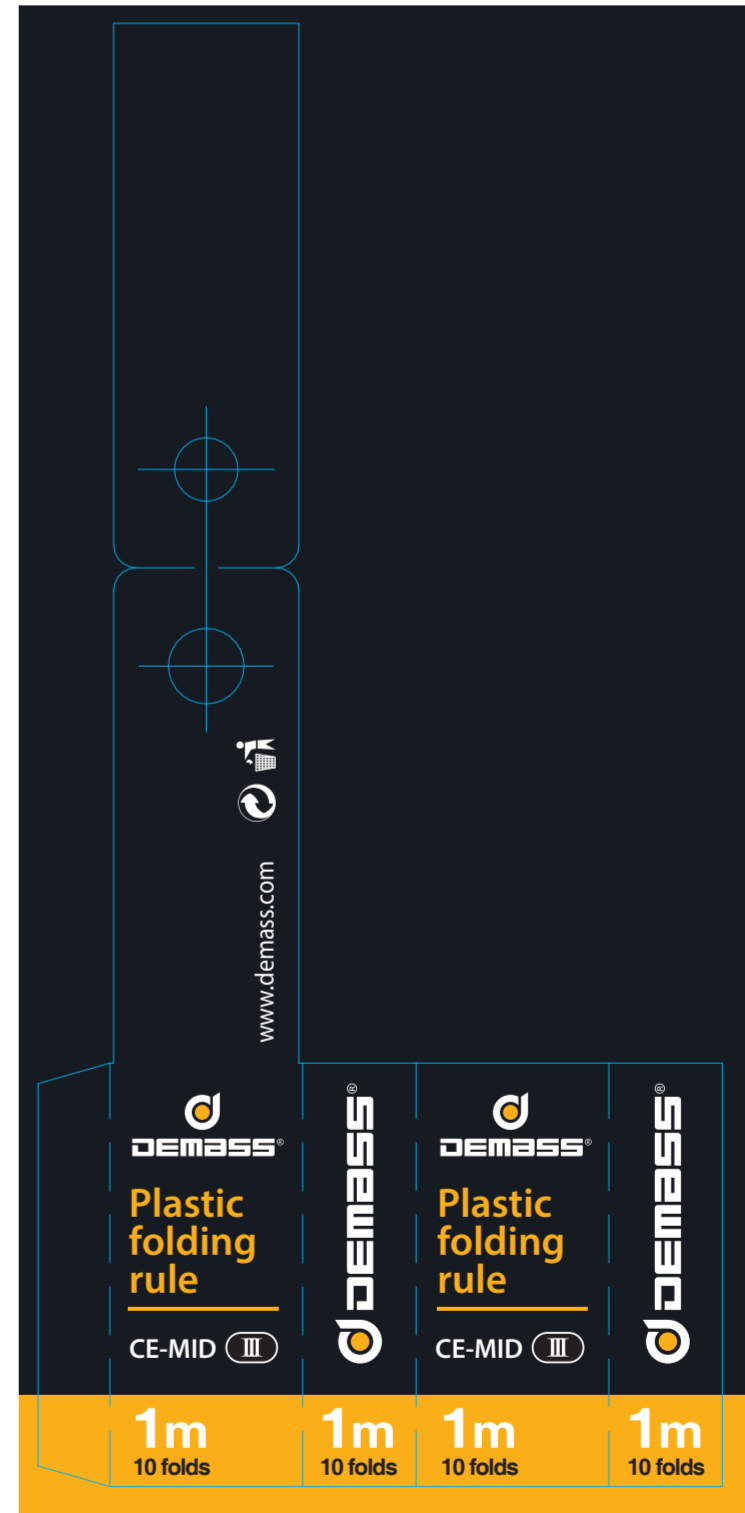 www.demass.com
DEMASS®
Plastic
folding
rule
CE-MID III
1m
10 folds
DEMASS®
1m
10 folds
DEMASS®
Plastic
folding
rule
CE-MID III
1m
10 folds
DEMASS®
1m
10 folds